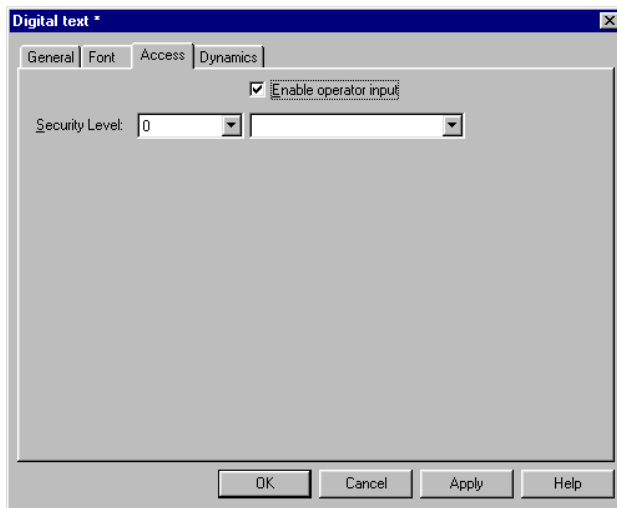 Digital text *
General Font Access Dynamics
Enable operator input
Security Level: 0
OK Cancel Apply Help